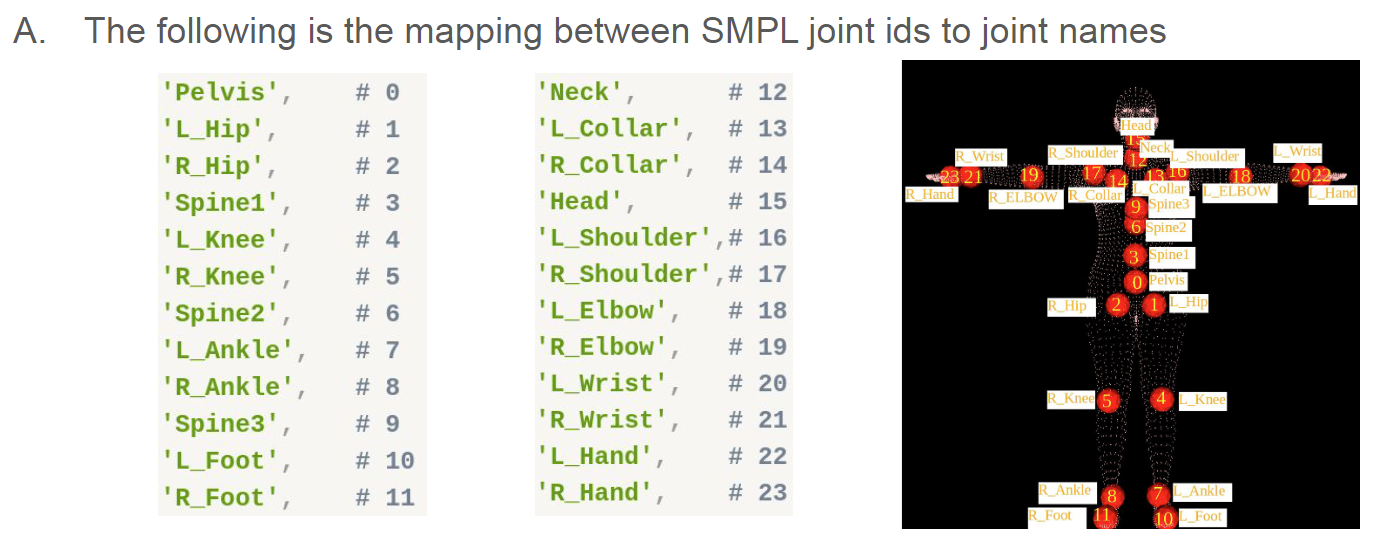 A. The following is the mapping between SMPL joint ids to joint names
'Pelvis', # 0
'L_Hip', # 1
'R_Hip', # 2
'Spine1', # 3
'L_Knee', # 4
'R_Knee', # 5
'Spine2', # 6
'L_Ankle', # 7
'R_Ankle', # 8
'Spine3', # 9
'L_Foot', # 10
'R_Foot', # 11
'Neck', # 12
'L_Collar', # 13
'R_Collar', # 14
'Head', # 15
'L_Shoulder',# 16
'R_Shoulder',# 17
'L_Elbow', # 18
'R_Elbow', # 19
'L_Wrist', # 20
'R_Wrist', # 21
'L_Hand', # 22
'R_Hand', # 23
Head
15
R_Wrist R_Shoulder Neck L_Shoulder L_Wrist
12
23 21 19 17 14 13 16 18 20 22
R_Hand R_ELBOW R_Collar L_Collar L_ELBOW L_Hand
9 Spine3
6 Spine2
3 Spine1
0 Pelvis
R_Hip 2 1 L_Hip
R_Knee 5 4 L_Knee
R_Ankle 8 7 L_Ankle
R_Foot 11 10 L_Foot